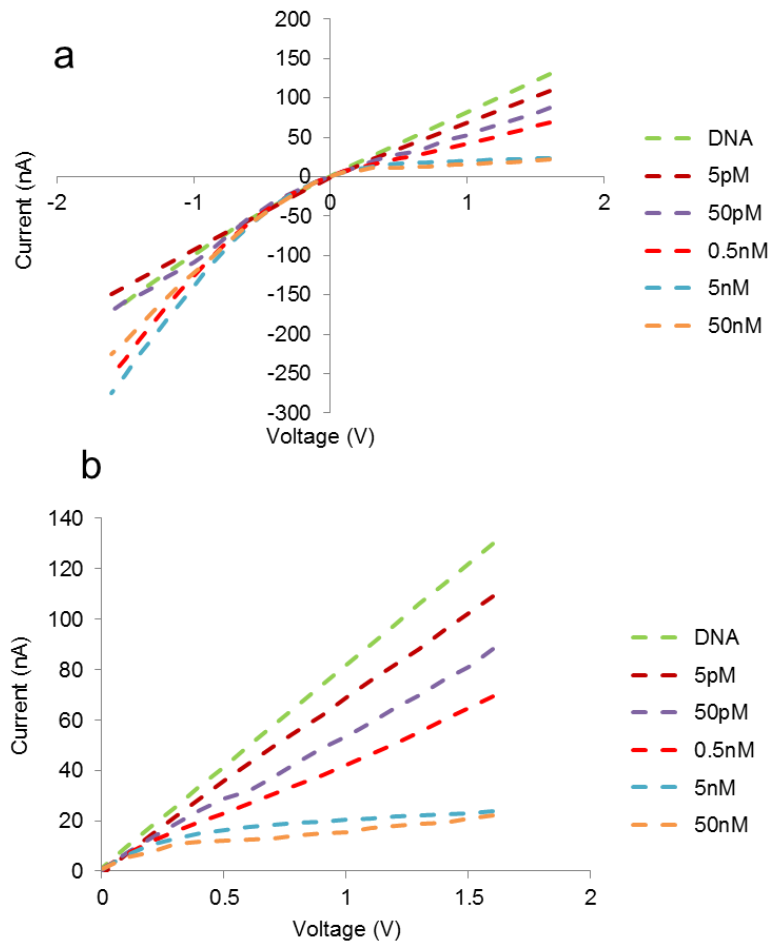 a
200
150
100
50
0
-50
-100
-150
-200
-250
-300
-2
-1
0
1
2
Current (nA)
Voltage (V)
DNA
5pM
50pM
0.5nM
5nM
50nM
b
140
120
100
80
60
40
20
0
0
0.5
1
1.5
2
Current (nA)
Voltage (V)
DNA
5pM
50pM
0.5nM
5nM
50nM